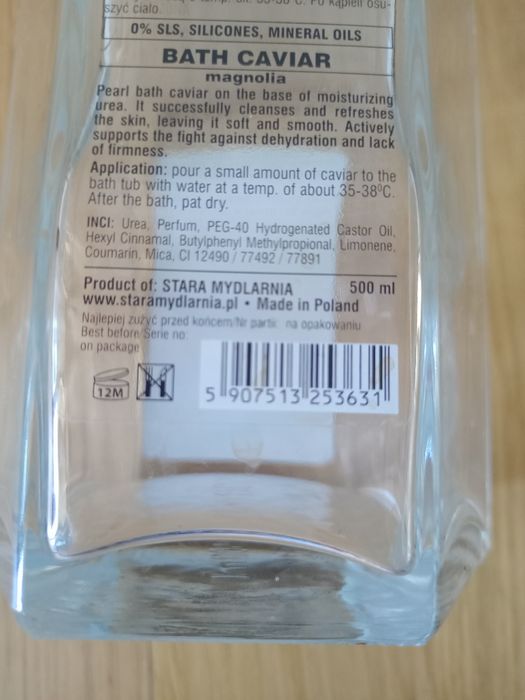 szyć ciało.
0% SLS, SILICONES, MINERAL OILS
BATH CAVIAR
magnolia
Pearl bath caviar on the base of moisturizing
urea. It successfully cleanses and refreshes
the skin, leaving it soft and smooth. Actively
supports the fight against dehydration and lack
of firmness.
Application: pour a small amount of caviar to the
bath tub with water at a temp. of about 35-38⁰C.
After the bath, pat dry.
INCI: Urea, Perfum, PEG-40 Hydrogenated Castor Oil,
Hexyl Cinnamal, Butylphenyl Methylpropional, Limonene,
Coumarin, Mica, CI 12490 / 77492 / 77891
Product of: STARA MYDLARNIA 500 ml
www.staramydlarnia.pl • Made in Poland
Najlepiej zużyć przed końcem/Nr partii: na opakowaniu
Best before/Serie no:
on package
12M
5 907513 253631